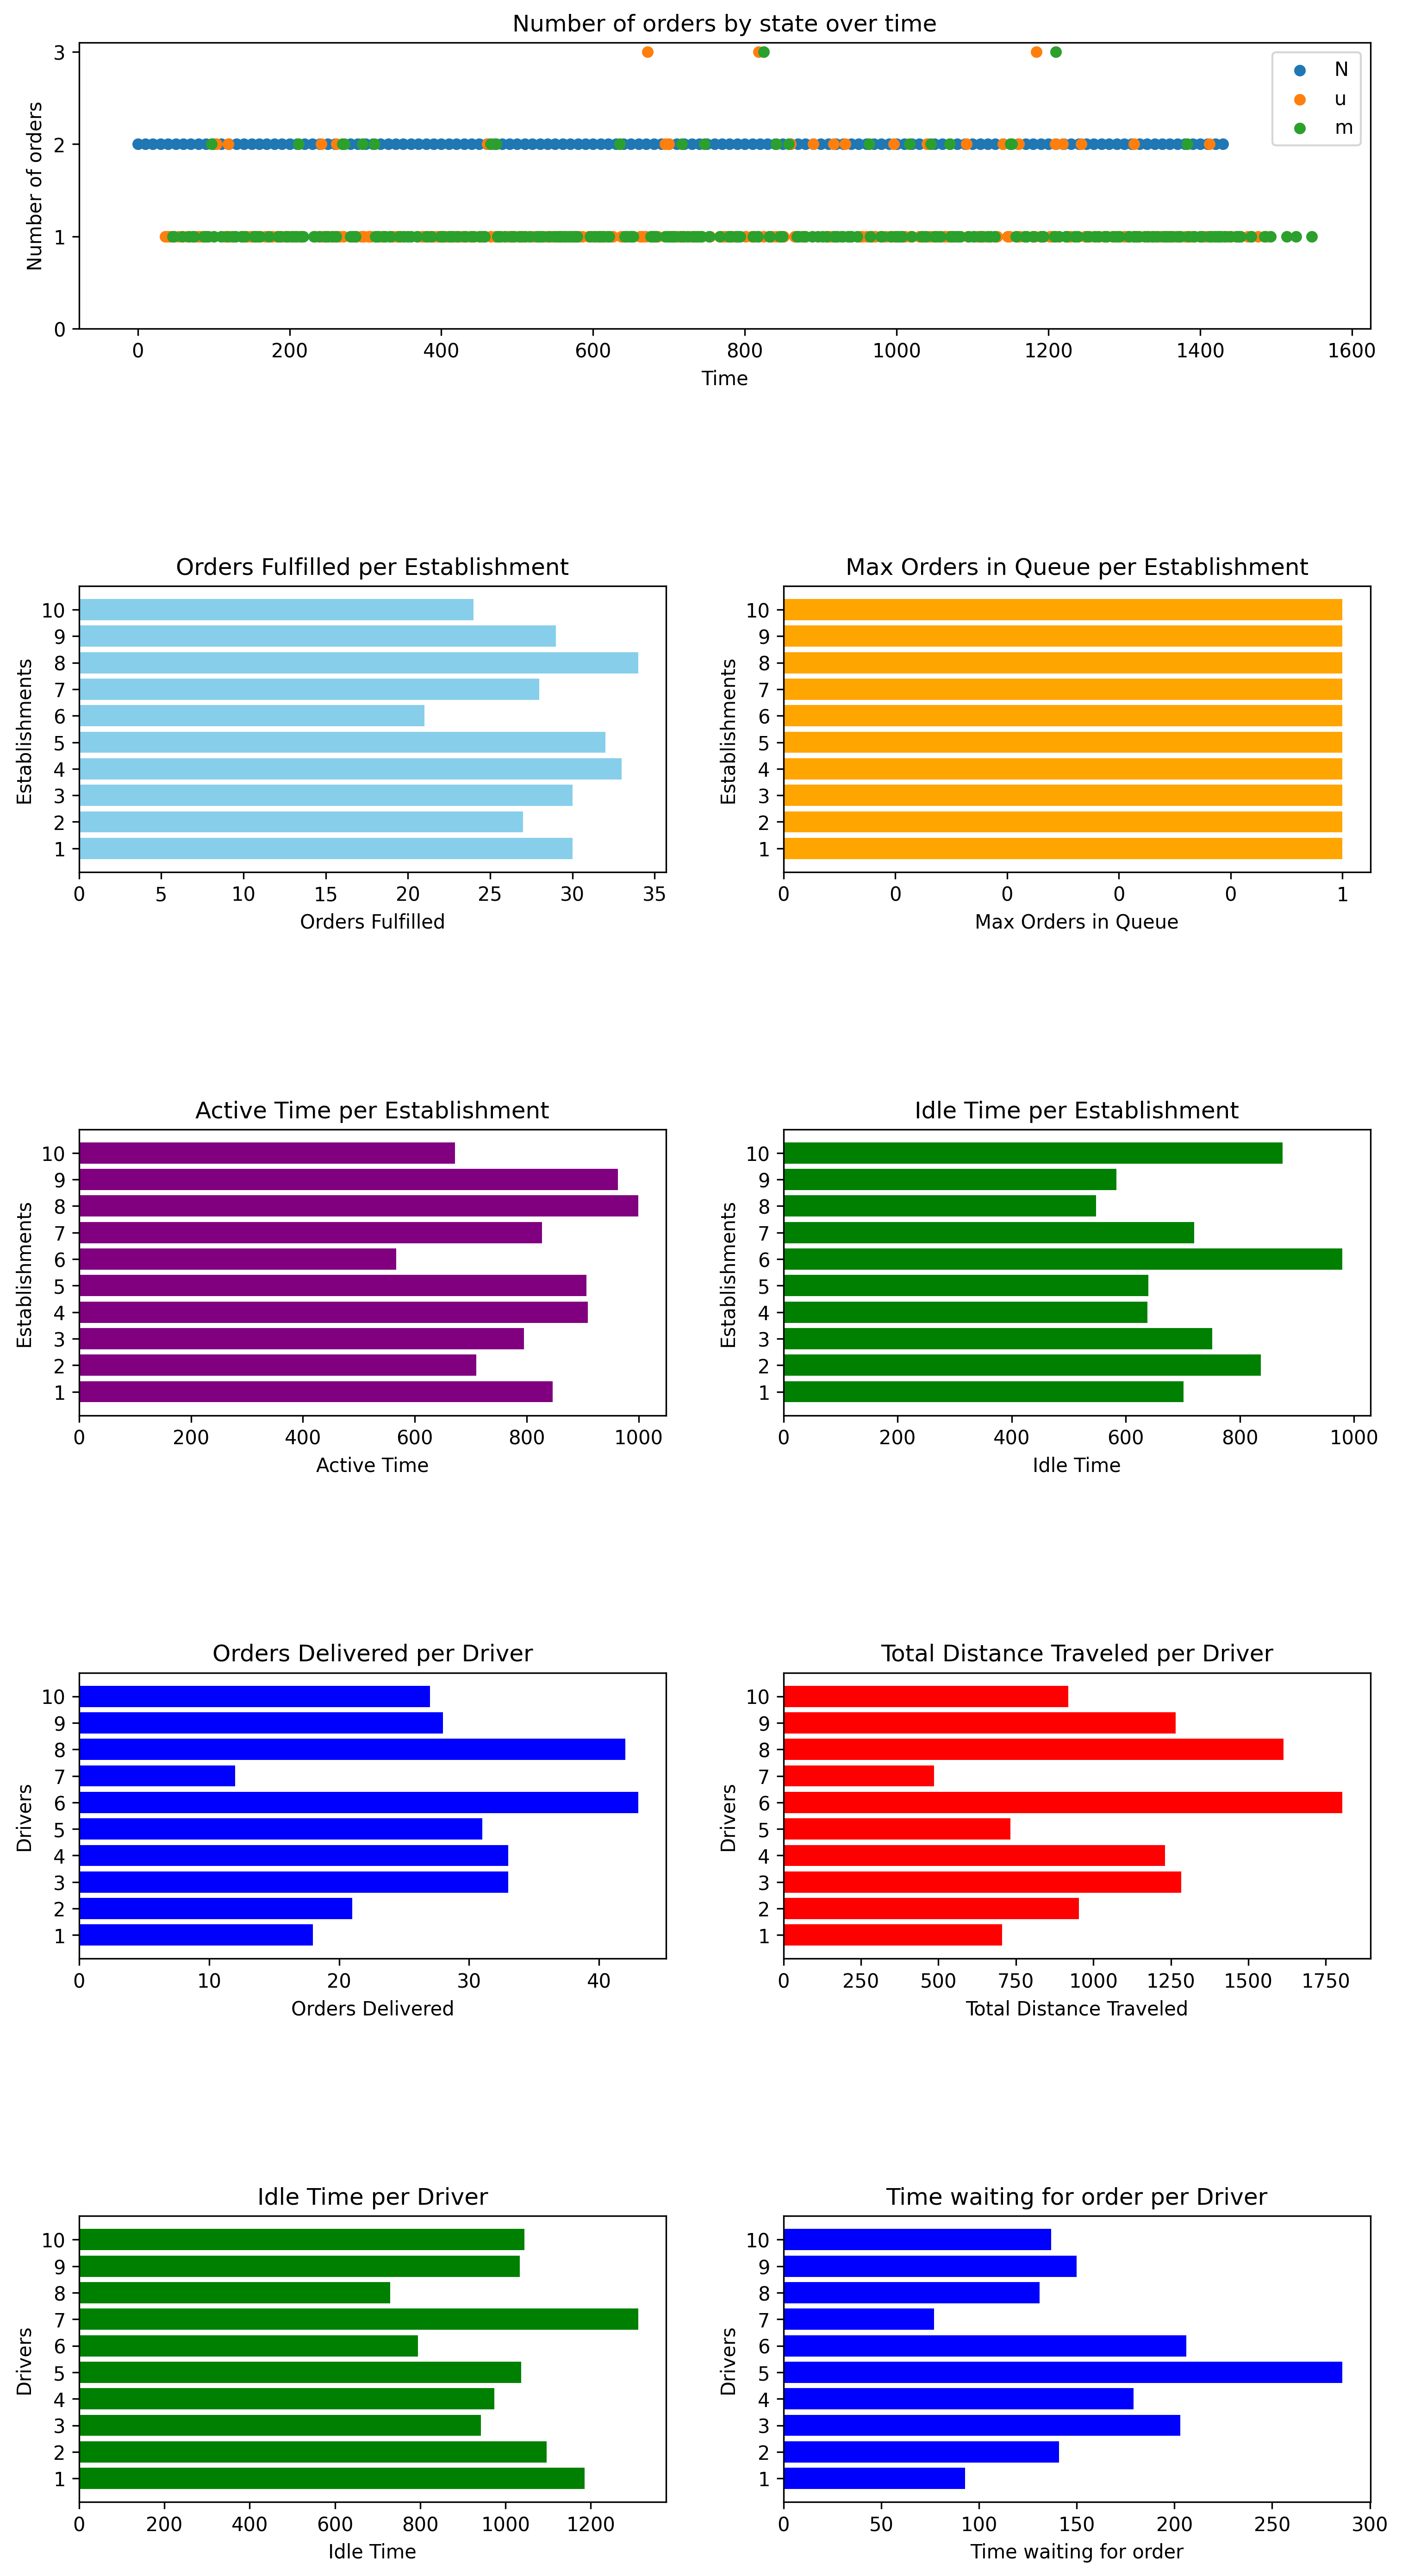 Number of orders by state over time
3
2
1
0
Number of orders
N
u
m
0 200 400 600 800 1000 1200 1400 1600
Time
Orders Fulfilled per Establishment
10
9
8
7
6
5
4
3
2
1
Establishments
0 5 10 15 20 25 30 35
Orders Fulfilled
Max Orders in Queue per Establishment
10
9
8
7
6
5
4
3
2
1
Establishments
0 0 0 0 0 1
Max Orders in Queue
Active Time per Establishment
10
9
8
7
6
5
4
3
2
1
Establishments
0 200 400 600 800 1000
Active Time
Idle Time per Establishment
10
9
8
7
6
5
4
3
2
1
Establishments
0 200 400 600 800 1000
Idle Time
Orders Delivered per Driver
10
9
8
7
6
5
4
3
2
1
Drivers
0 10 20 30 40
Orders Delivered
Total Distance Traveled per Driver
10
9
8
7
6
5
4
3
2
1
Drivers
0 250 500 750 1000 1250 1500 1750
Total Distance Traveled
Idle Time per Driver
10
9
8
7
6
5
4
3
2
1
Drivers
0 200 400 600 800 1000 1200
Idle Time
Time waiting for order per Driver
10
9
8
7
6
5
4
3
2
1
Drivers
0 50 100 150 200 250 300
Time waiting for order